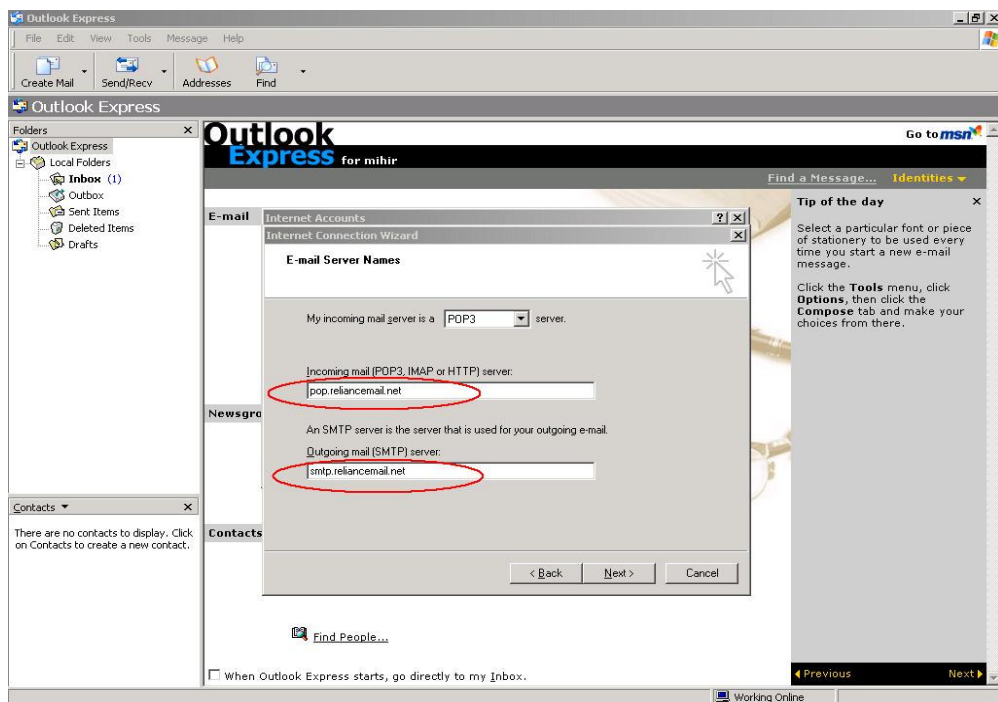 Outlook Express
File Edit View Tools Message Help
Create Mail Send/Recv Addresses Find
Outlook Express
Folders
Outlook Express
Local Folders
Inbox (1)
Outbox
Sent Items
Deleted Items
Drafts
Contacts
There are no contacts to display. Click
on Contacts to create a new contact.
Outlook
Express for mihir
Go to msn
Find a Message... Identities
E-mail
Newsgro
Contacts
Internet Accounts
Internet Connection Wizard
E-mail Server Names
My incoming mail server is a POP3 server.
Incoming mail (POP3, IMAP or HTTP) server:
pop.reliancemail.net
An SMTP server is the server that is used for your outgoing e-mail.
Outgoing mail (SMTP) server:
smtp.reliancemail.net
< Back Next > Cancel
Find People...
When Outlook Express starts, go directly to my Inbox.
Tip of the day
Select a particular font or piece
of stationery to be used every
time you start a new e-mail
message.
Click the Tools menu, click
Options, then click the
Compose tab and make your
choices from there.
Previous Next
Working Online